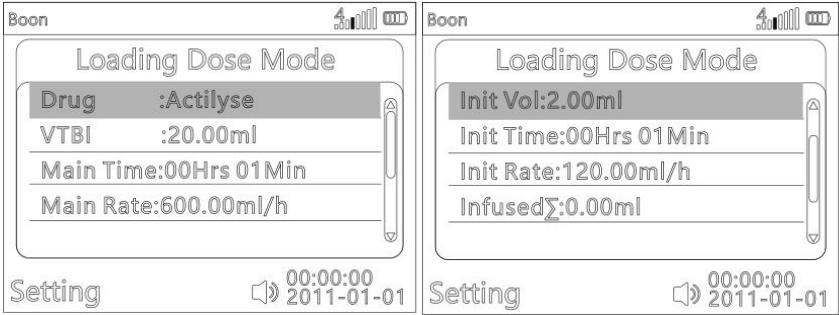 Boon 4
Loading Dose Mode
Drug :Actilyse
VTBI :20.00ml
Main Time:00Hrs 01Min
Main Rate:600.00ml/h
Setting 00:00:00
2011-01-01
Boon 4
Loading Dose Mode
Init Vol:2.00ml
Init Time:00Hrs 01Min
Init Rate:120.00ml/h
Infused∑:0.00ml
Setting 00:00:00
2011-01-01